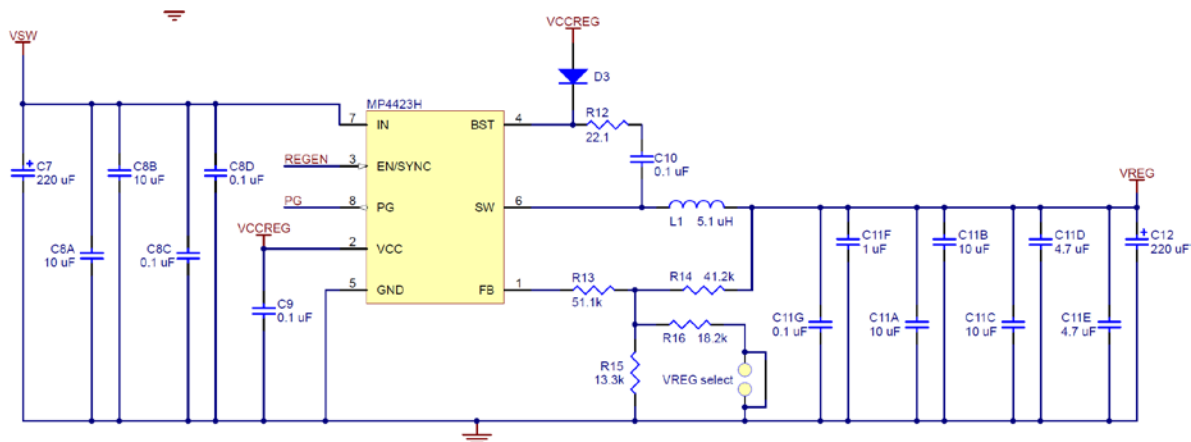 VSW
VCCREG
D3
MP4423H
7 IN
BST 4
R12
22.1
C10
0.1 uF
REGEN
3 EN/SYNC
PG
8 PG
SW 6
L1 5.1 uH
VREG
C7
220 uF
C8B
10 uF
C8D
0.1 uF
C8A
10 uF
C8C
0.1 uF
VCCREG
2 VCC
5 GND
FB 1
C9
0.1 uF
R13
51.1k
R14 41.2k
R16 18.2k
R15
13.3k
VREG select
C11F
1 uF
C11B
10 uF
C11D
4.7 uF
C12
220 uF
C11G
0.1 uF
C11A
10 uF
C11C
10 uF
C11E
4.7 uF